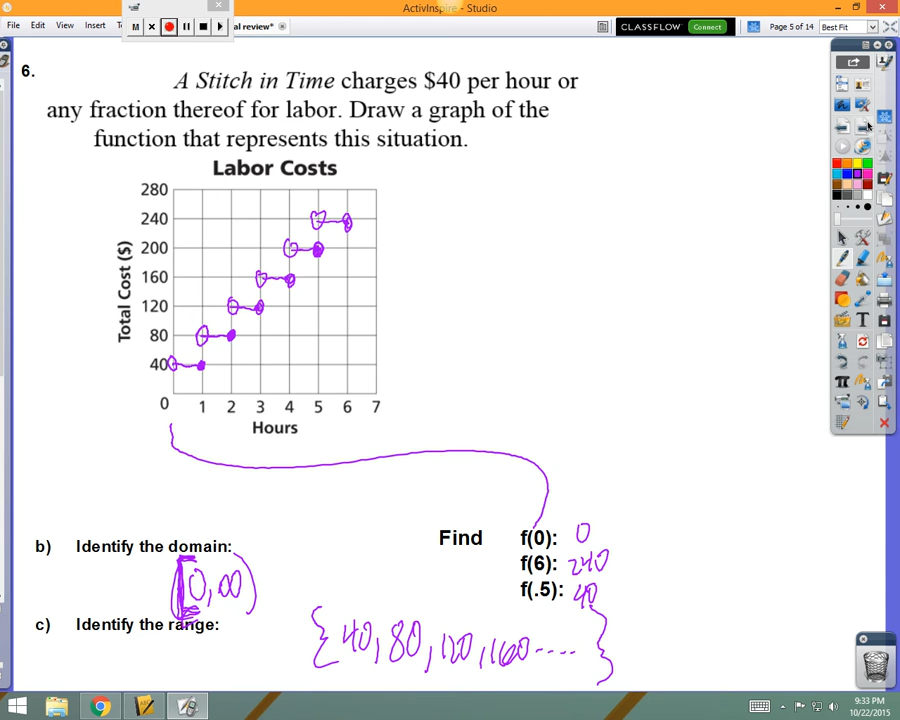 ActivInspire - Studio
File Edit View Insert T al review*
CLASSFLOW Connect Page 5 of 14 Best Fit
6.
A Stitch in Time charges $40 per hour or
any fraction thereof for labor. Draw a graph of the
function that represents this situation.
Labor Costs
280
240
200
160
120
80
40
0 1 2 3 4 5 6 7
Total Cost ($)
Hours
Find f(0): 0
f(6): 240
f(.5): 40
b) Identify the domain:
[0, ∞)
c) Identify the range:
{40, 80, 120, 160 .... }
9:33 PM
10/22/2015